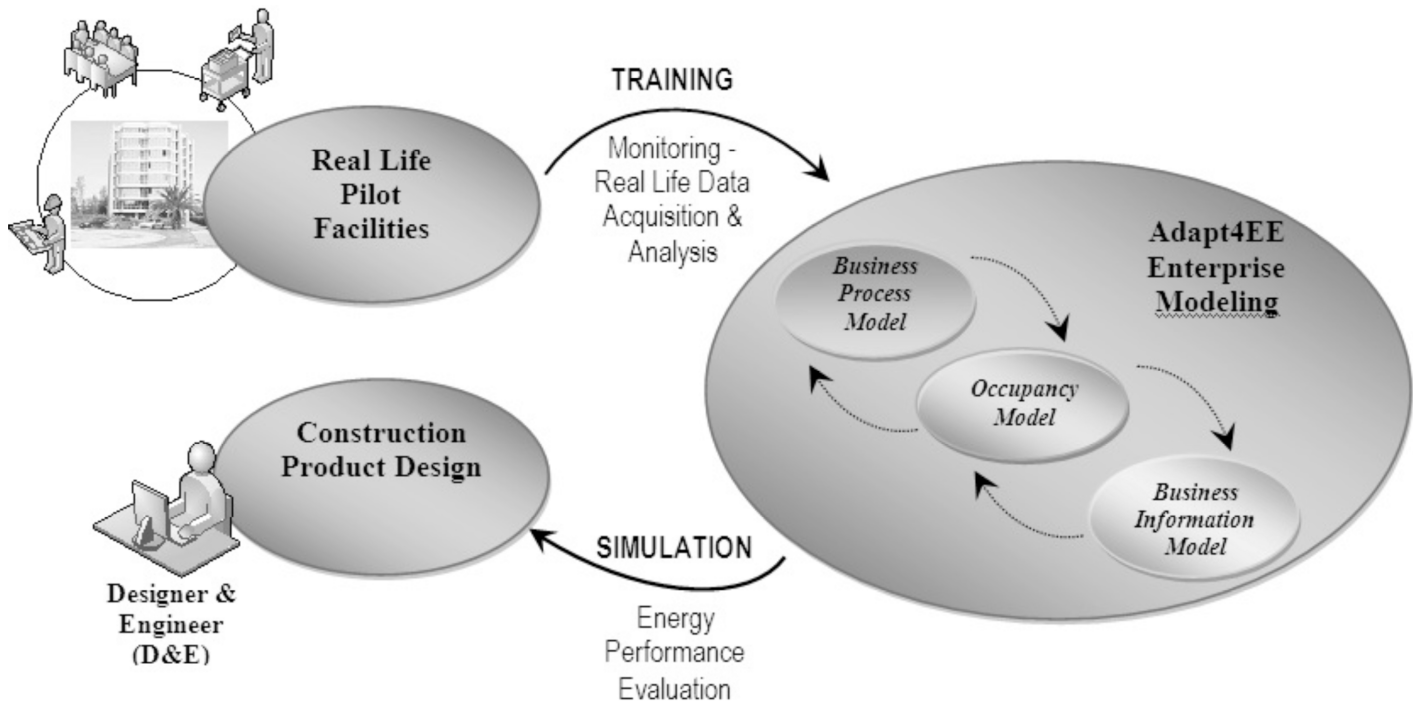 Real Life
Pilot
Facilities
TRAINING
Monitoring -
Real Life Data
Acquisition &
Analysis
Adapt4EE
Enterprise
Modeling
Business
Process
Model
Occupancy
Model
Business
Information
Model
SIMULATION
Energy
Performance
Evaluation
Construction
Product Design
Designer &
Engineer
(D&E)